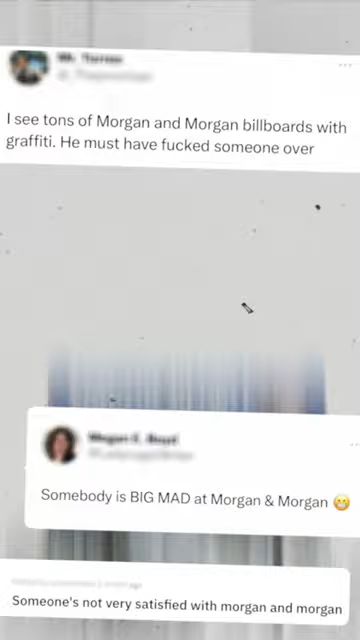 I see tons of Morgan and Morgan billboards with
graffiti. He must have fucked someone over
Somebody is BIG MAD at Morgan & Morgan 😬
Someone's not very satisfied with morgan and morgan